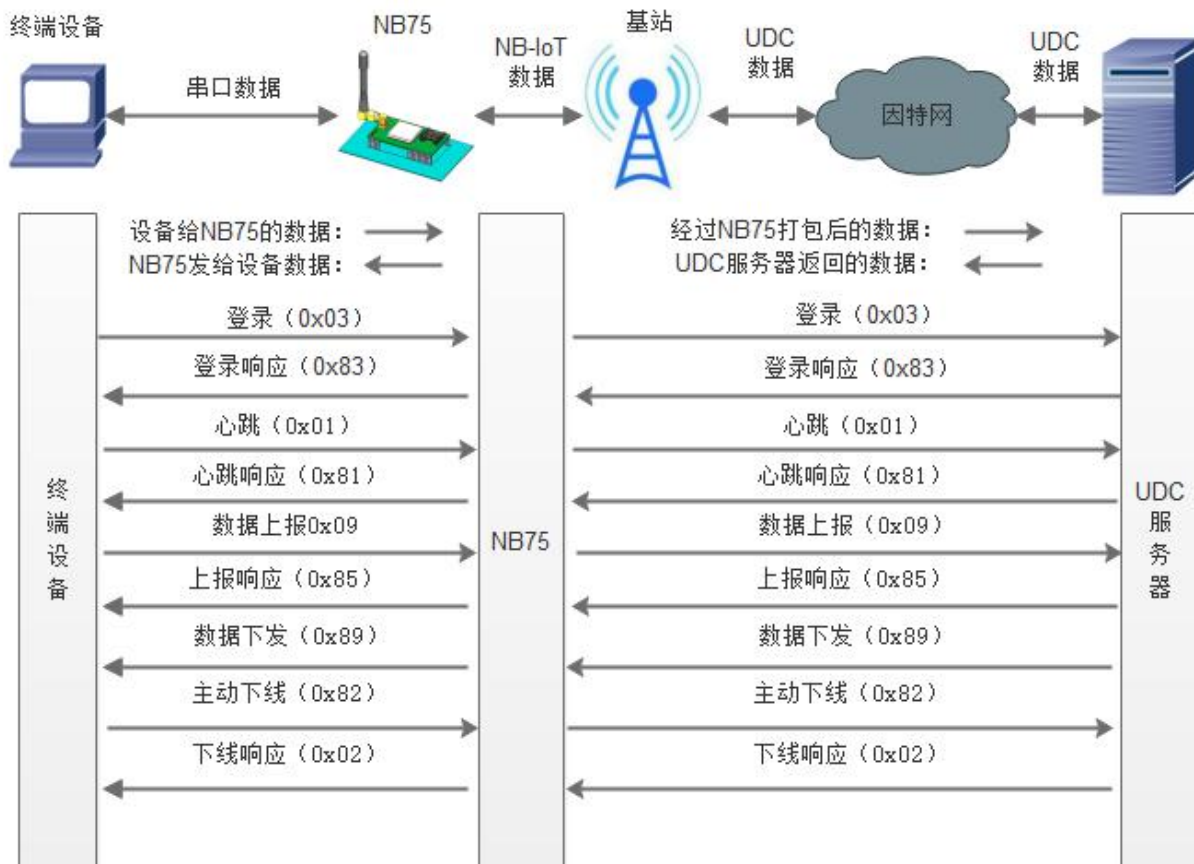 终端设备
NB75
基站
NB-IoT
数据
UDC
数据
UDC
数据
串口数据
因特网
设备给NB75的数据：
NB75发给设备数据：
经过NB75打包后的数据：
UDC服务器返回的数据：
登录（0x03）
登录（0x03）
登录响应（0x83）
登录响应（0x83）
心跳（0x01）
心跳（0x01）
心跳响应（0x81）
心跳响应（0x81）
数据上报0x09
数据上报（0x09）
上报响应（0x85）
上报响应（0x85）
数据下发（0x89）
数据下发（0x89）
主动下线（0x82）
主动下线（0x82）
下线响应（0x02）
下线响应（0x02）
终端设备
NB75
UDC
服务器